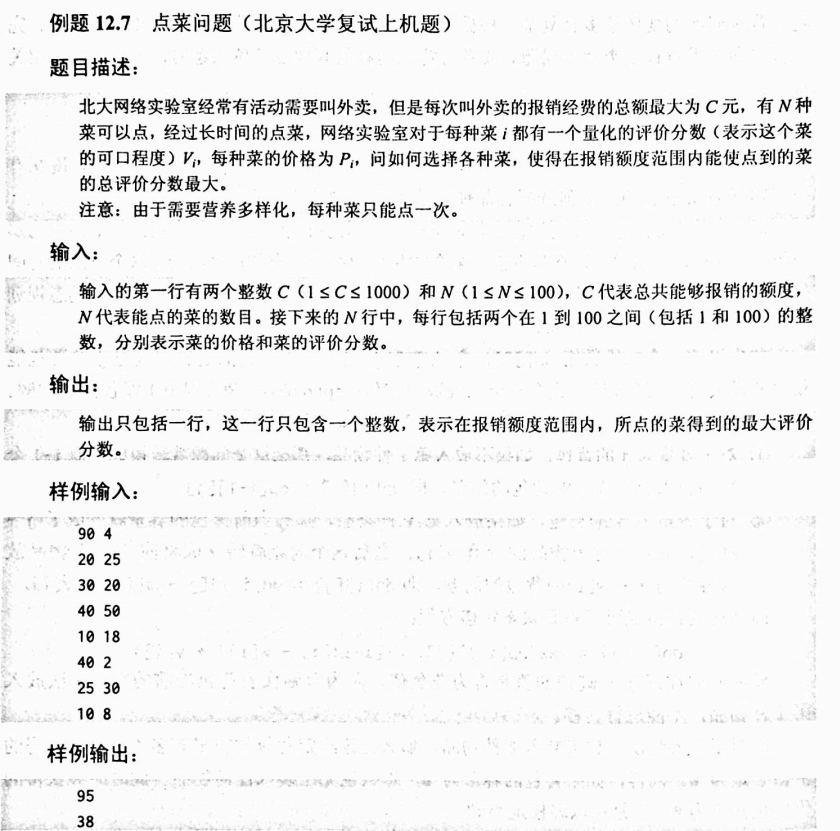 例题 12.7 点菜问题（北京大学复试上机题）
题目描述：
北大网络实验室经常有活动需要叫外卖，但是每次叫外卖的报销经费的总额最大为 C 元，有 N 种
菜可以点，经过长时间的点菜，网络实验室对于每种菜 i 都有一个量化的评价分数（表示这个菜
的可口程度）Vi，每种菜的价格为 Pi，问如何选择各种菜，使得在报销额度范围内能使点到的菜
的总评价分数最大。
注意：由于需要营养多样化，每种菜只能点一次。
输入：
输入的第一行有两个整数 C（1≤C≤1000）和 N（1≤N≤100），C 代表总共能够报销的额度，
N 代表能点的菜的数目。接下来的 N 行中，每行包括两个在 1 到 100 之间（包括 1 和 100）的整
数，分别表示菜的价格和菜的评价分数。
输出：
输出只包括一行，这一行只包含一个整数，表示在报销额度范围内，所点的菜得到的最大评价
分数。
样例输入：
90 4
20 25
30 20
40 50
10 18
40 2
25 30
10 8
样例输出：
95
38